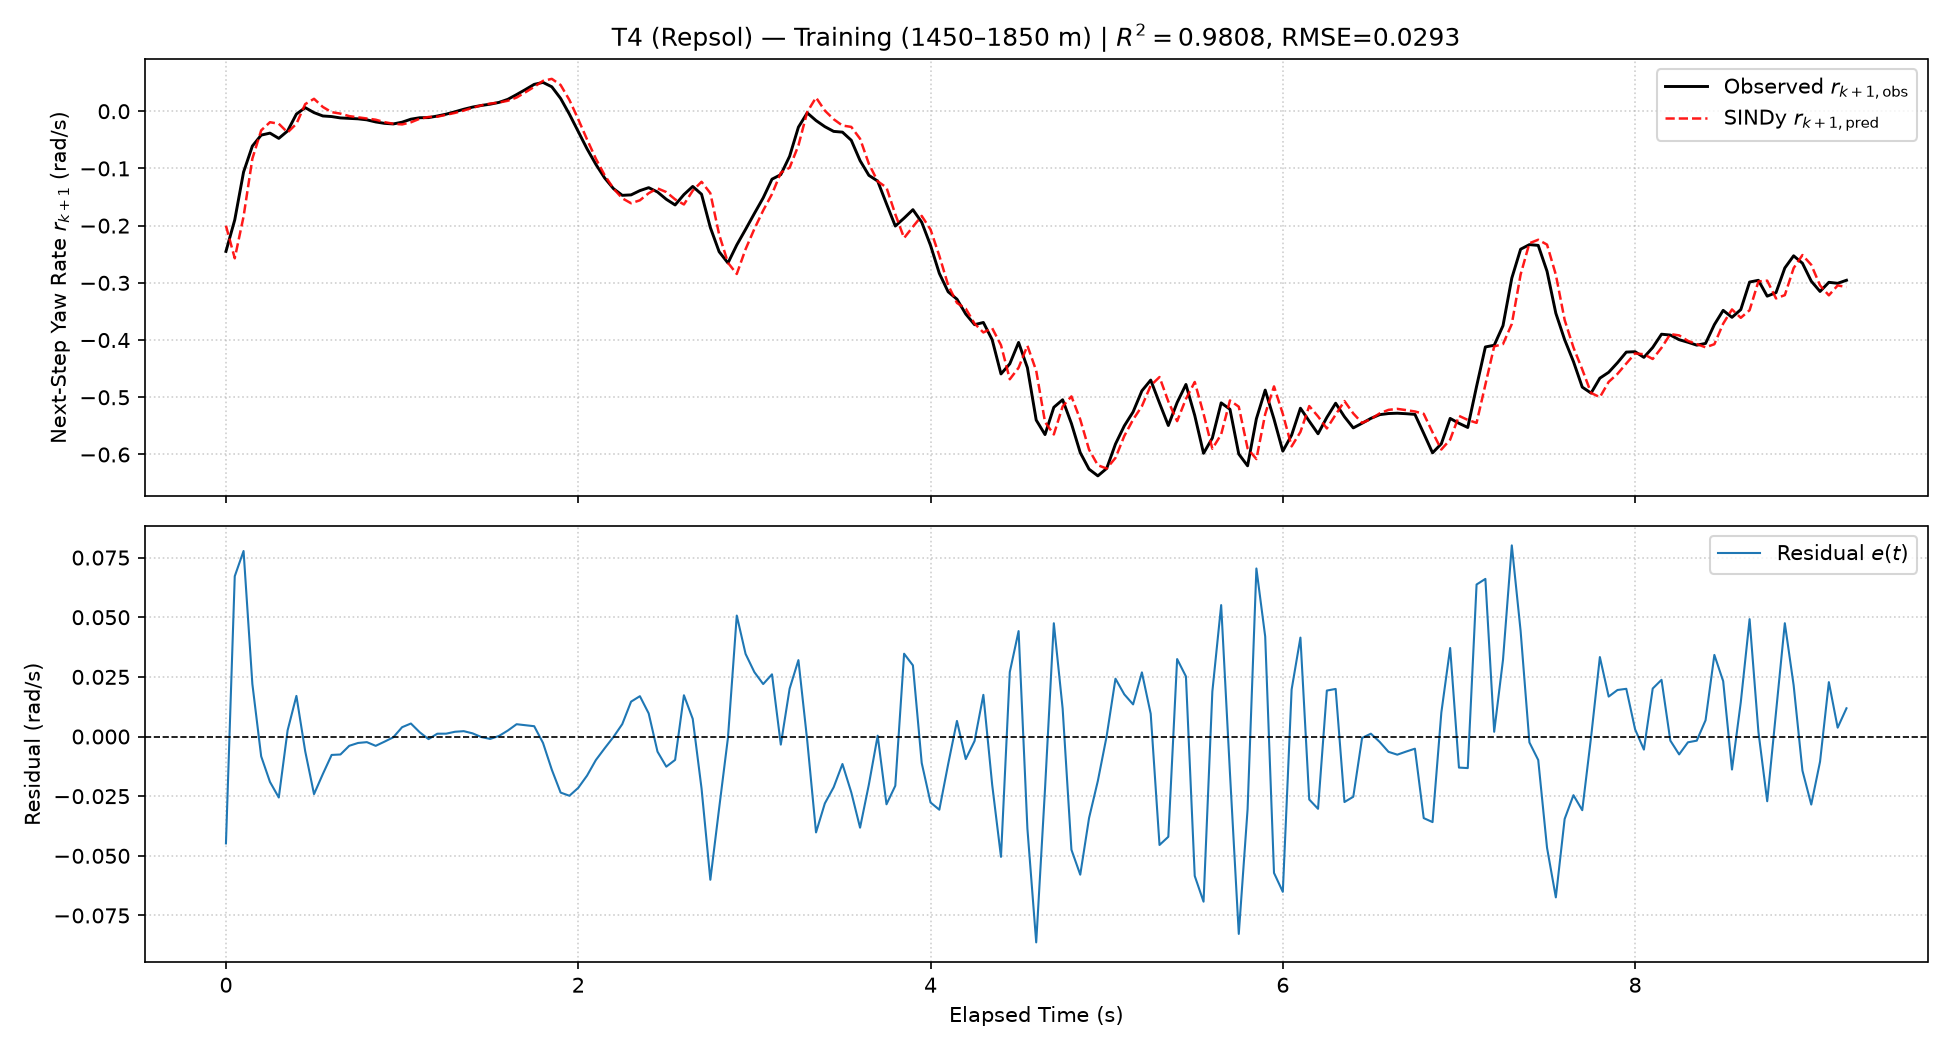 T4 (Repsol) — Training (1450–1850 m) | R² = 0.9808, RMSE=0.0293
Next-Step Yaw Rate r_{k+1} (rad/s)
0.0
−0.1
−0.2
−0.3
−0.4
−0.5
−0.6
Observed r_{k+1, obs}
SINDy r_{k+1, pred}
Residual (rad/s)
0.075
0.050
0.025
0.000
−0.025
−0.050
−0.075
Residual e(t)
0 2 4 6 8
Elapsed Time (s)